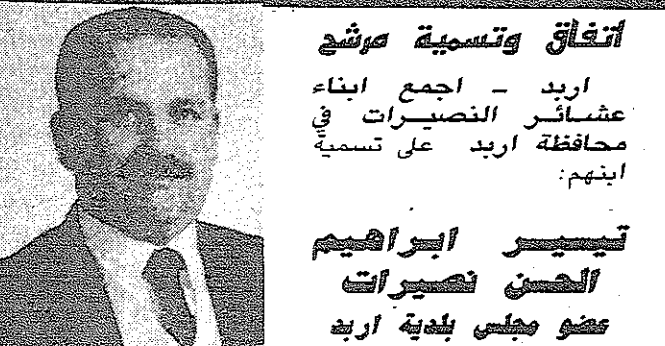 اتفاق وتسمية مرشح
اربد - اجمع ابناء
عشائر النصيرات في
محافظة اربد على تسمية
ابنهم:
تيسير ابراهيم
الحسن نصيرات
عضو مجلس بلدية اربد